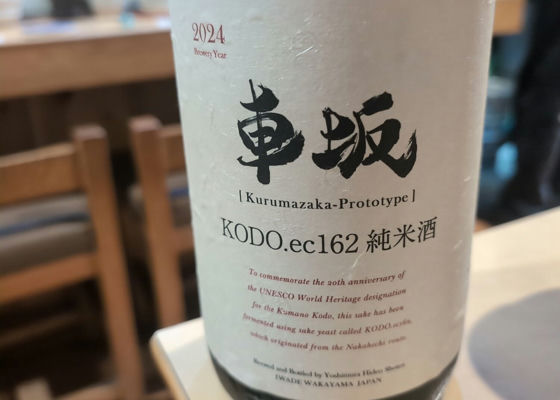 2024
Brewery Year
車坂
[Kurumazaka-Prototype]
KODO.ec162 純米酒
To commemorate the 20th anniversary of
the UNESCO World Heritage designation
for the Kumano Kodo, this sake has been
fermented using sake yeast called KODO.ec162,
which originated from the Nakahechi route.
Brewed and Bottled by Yoshimura Hideo Shoten
IWADE WAKAYAMA JAPAN